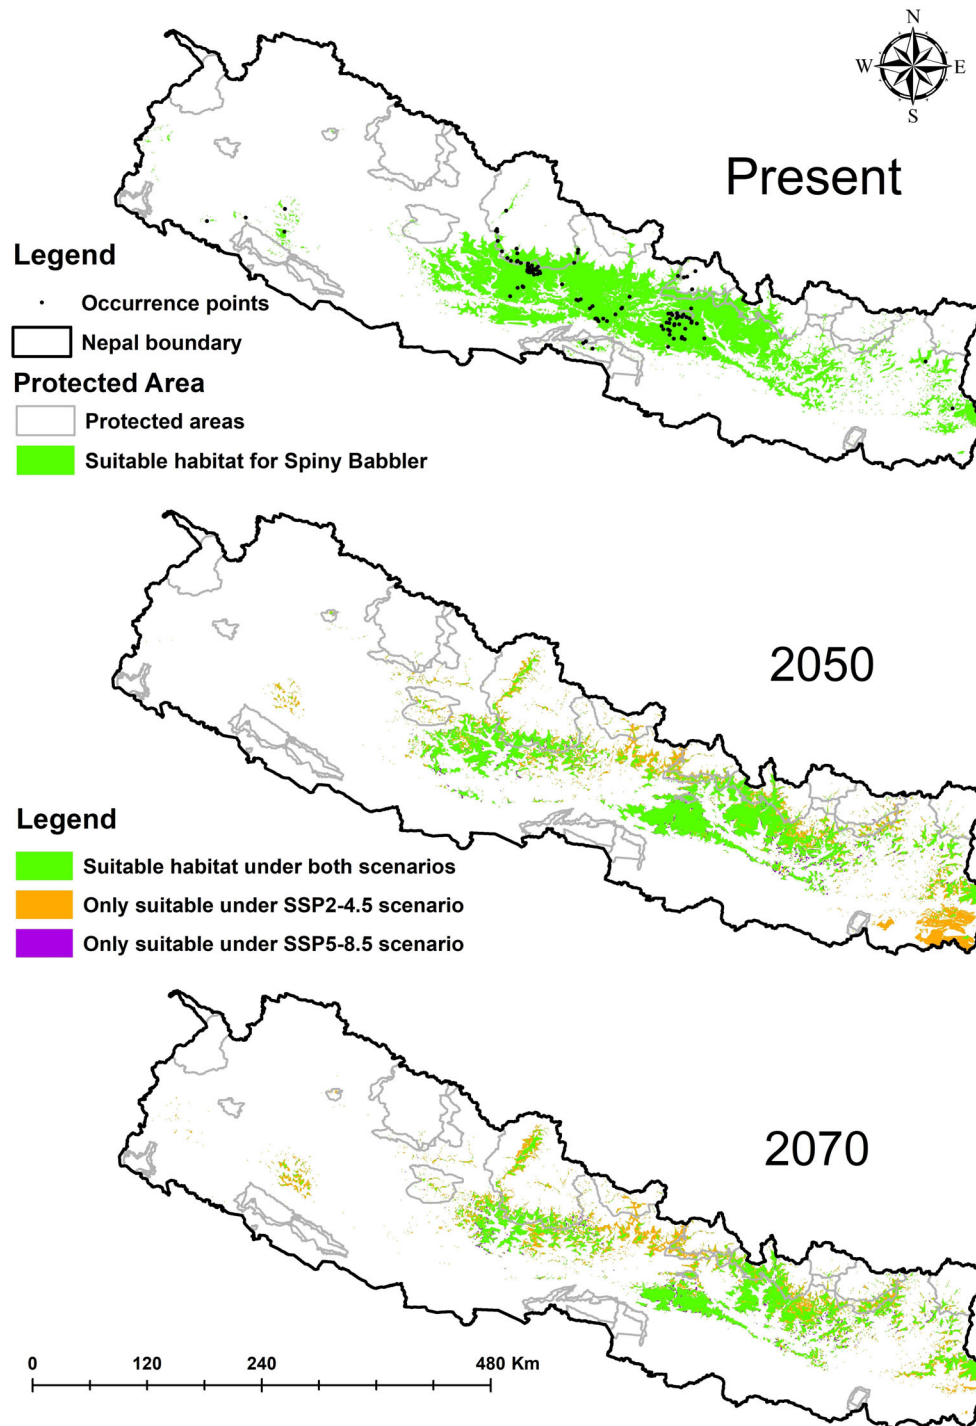 N
W E
S
Present
Legend
Occurrence points
Nepal boundary
Protected Area
Protected areas
Suitable habitat for Spiny Babbler
2050
Legend
Suitable habitat under both scenarios
Only suitable under SSP2-4.5 scenario
Only suitable under SSP5-8.5 scenario
2070
0 120 240 480 Km